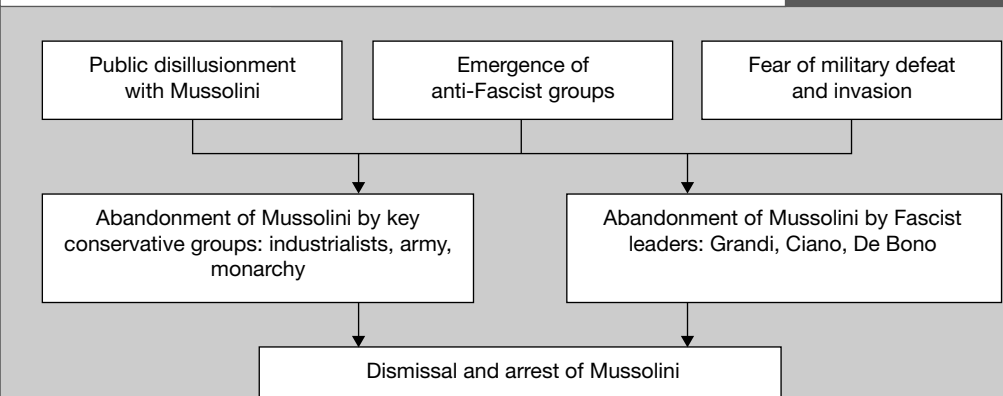 Public disillusionment
with Mussolini
Emergence of
anti-Fascist groups
Fear of military defeat
and invasion
Abandonment of Mussolini by key
conservative groups: industrialists, army,
monarchy
Abandonment of Mussolini by Fascist
leaders: Grandi, Ciano, De Bono
Dismissal and arrest of Mussolini